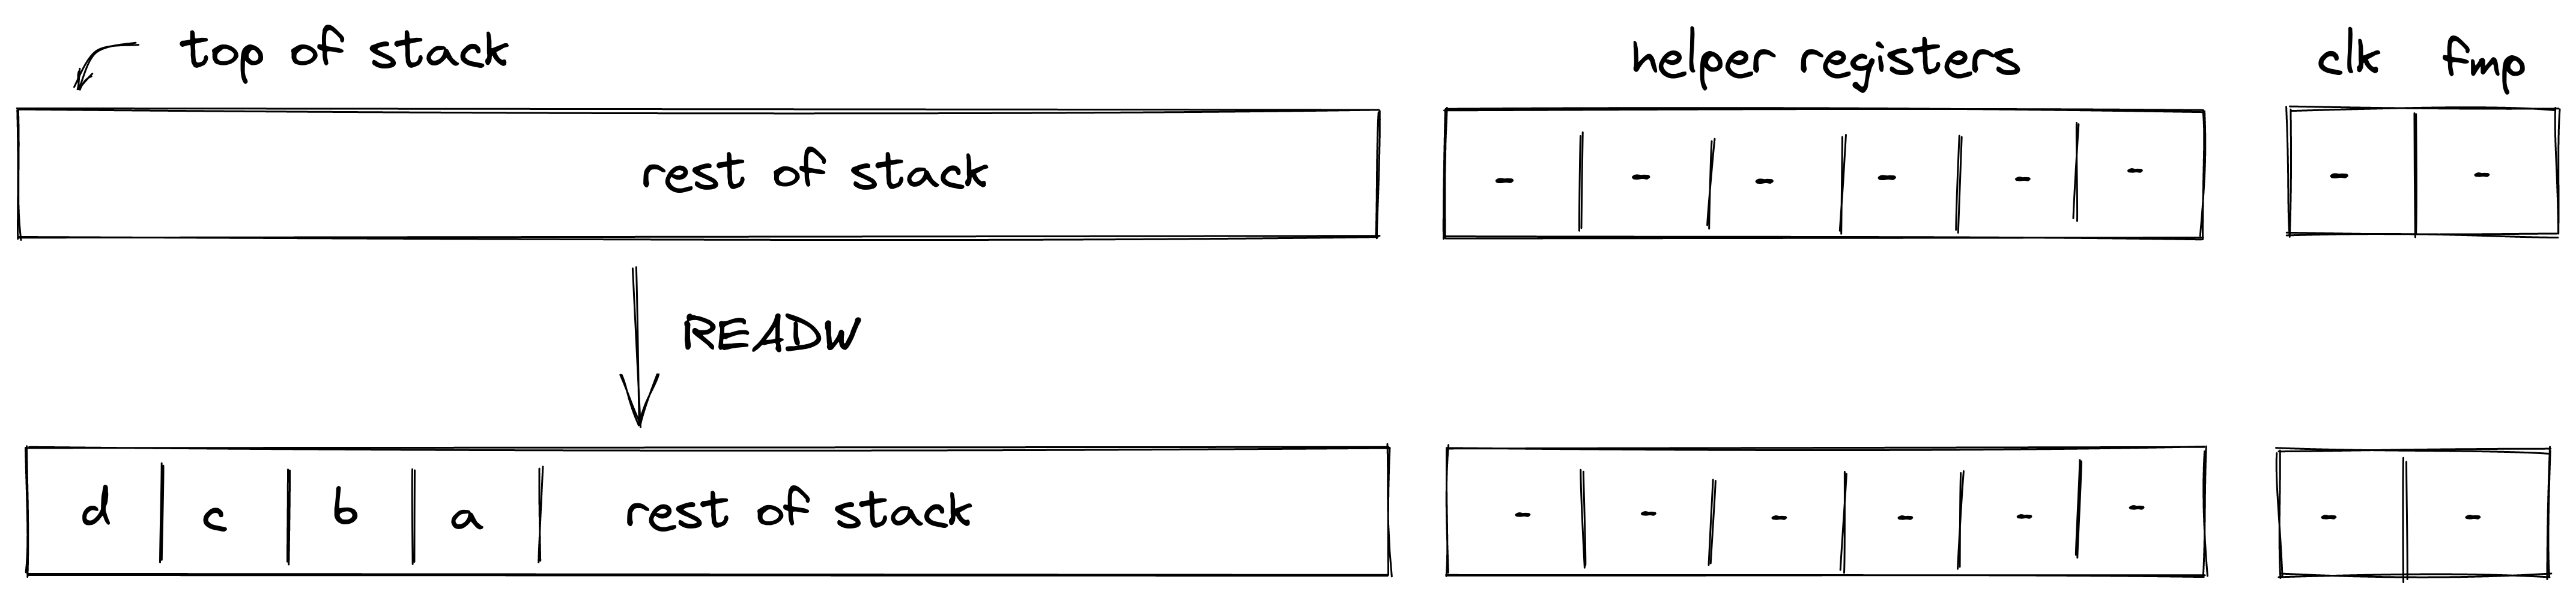 top of stack helper registers clk fmp
rest of stack - - - - - - - -
READW
d c b a rest of stack - - - - - - - -